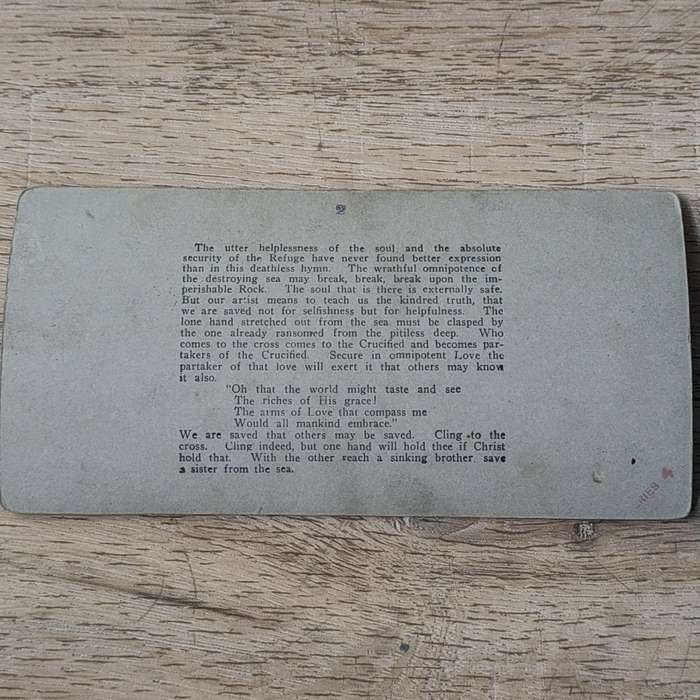 2
The utter helplessness of the soul and the absolute
security of the Refuge have never found better expression
than in this deathless hymn. The wrathful omnipotence of
the destroying sea may break, break, break upon the im-
perishable Rock. The soul that is there is externally safe.
But our artist means to teach us the kindred truth, that
we are saved not for selfishness but for helpfulness. The
lone hand stretched out from the sea must be clasped by
the one already ransomed from the pitiless deep. Who
comes to the cross comes to the Crucified and becomes par-
takers of the Crucified. Secure in omnipotent Love the
partaker of that love will exert it that others may know
it also.
"Oh that the world might taste and see
The riches of His grace!
The arms of Love that compass me
Would all mankind embrace."
We are saved that others may be saved. Cling to the
cross. Cling indeed, but one hand will hold thee if Christ
hold that. With the other reach a sinking brother, save
a sister from the sea.
4